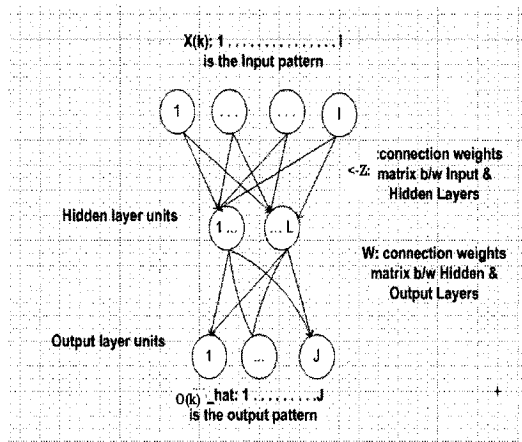 X(k): 1 . . . . . . . . . . . . . . . I
is the Input pattern
1 ... ... I
<-Z: :connection weights
matrix b/w Input &
Hidden Layers
Hidden layer units
1 ... ... L
W: connection weights
matrix b/w Hidden &
Output Layers
Output layer units
1 ... J
O(k) _hat: 1 . . . . . . . . . J
is the output pattern